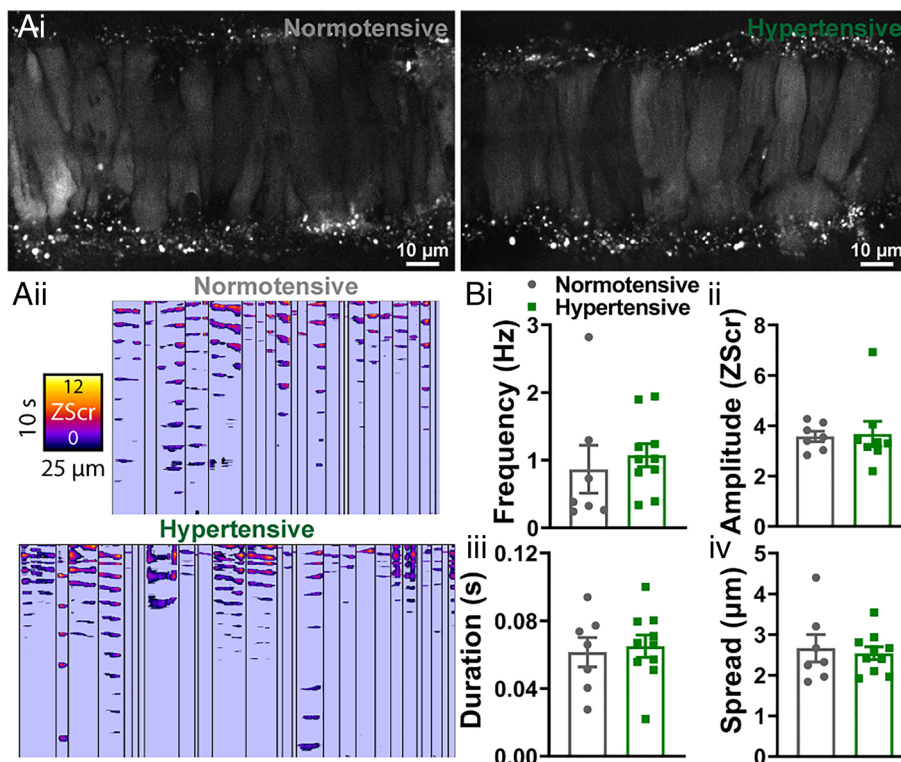 Ai
Normotensive
10 µm
Hypertensive
10 µm
Aii
Normotensive
12
ZScr
0
10 s
25 µm
Hypertensive
Bi
Normotensive
Hypertensive
Frequency (Hz)
3
2
1
0
ii
Amplitude (ZScr)
8
6
4
2
0
iii
Duration (s)
0.12
0.08
0.04
0.00
iv
Spread (µm)
5
4
3
2
1
0